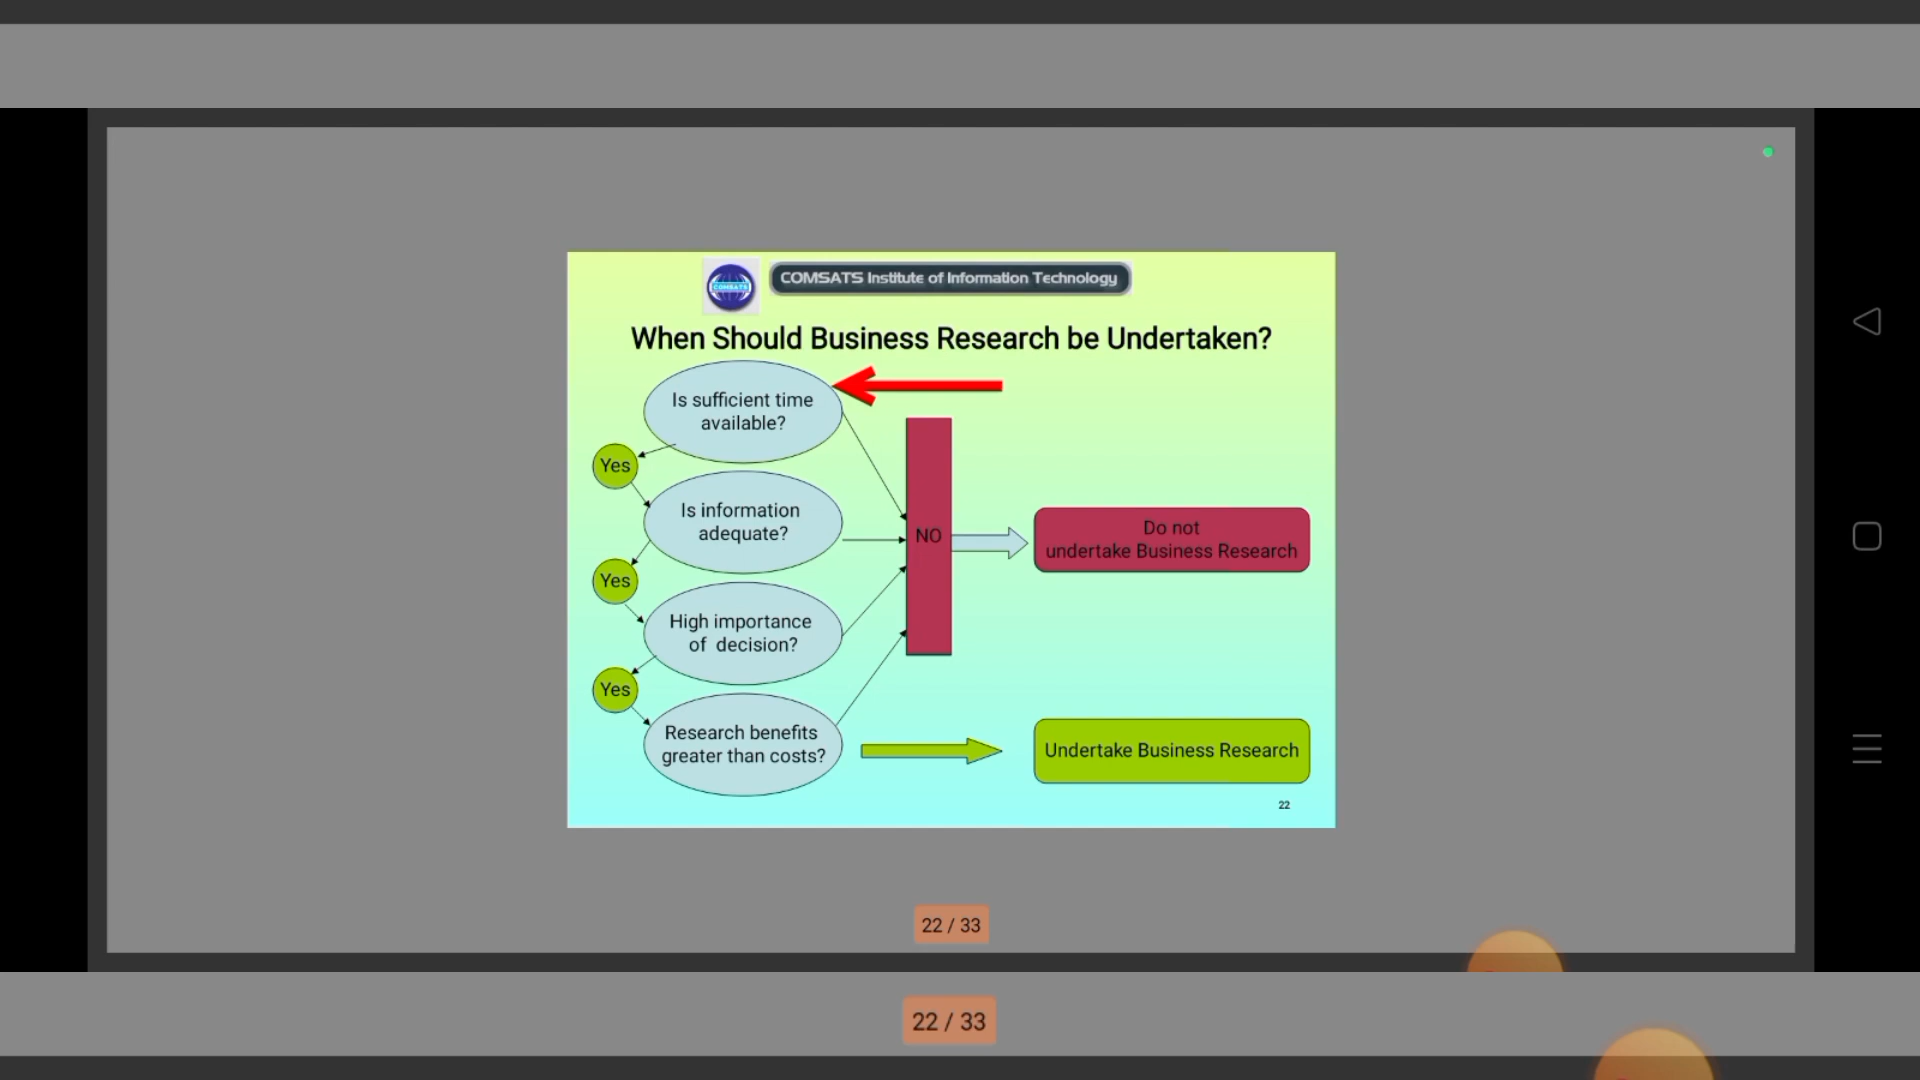 COMSATS
COMSATS Institute of Information Technology
When Should Business Research be Undertaken?
Is sufficient time
available?
Yes
Is information
adequate?
NO
Do not
undertake Business Research
Yes
High importance
of decision?
Yes
Research benefits
greater than costs?
Undertake Business Research
22
22 / 33
22 / 33